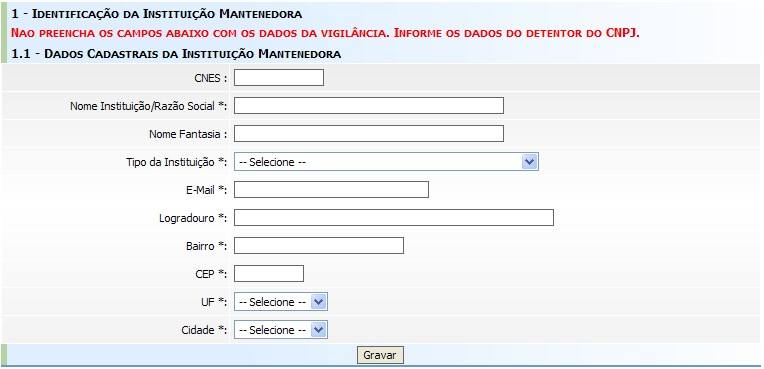 1 - Identificação da Instituição Mantenedora
Nao preencha os campos abaixo com os dados da vigilância. Informe os dados do detentor do CNPJ.
1.1 - Dados Cadastrais da Instituição Mantenedora
CNES :
Nome Instituição/Razão Social *:
Nome Fantasia :
Tipo da Instituição *: -- Selecione --
E-Mail *:
Logradouro *:
Bairro *:
CEP *:
UF *: -- Selecione --
Cidade *: -- Selecione --
Gravar